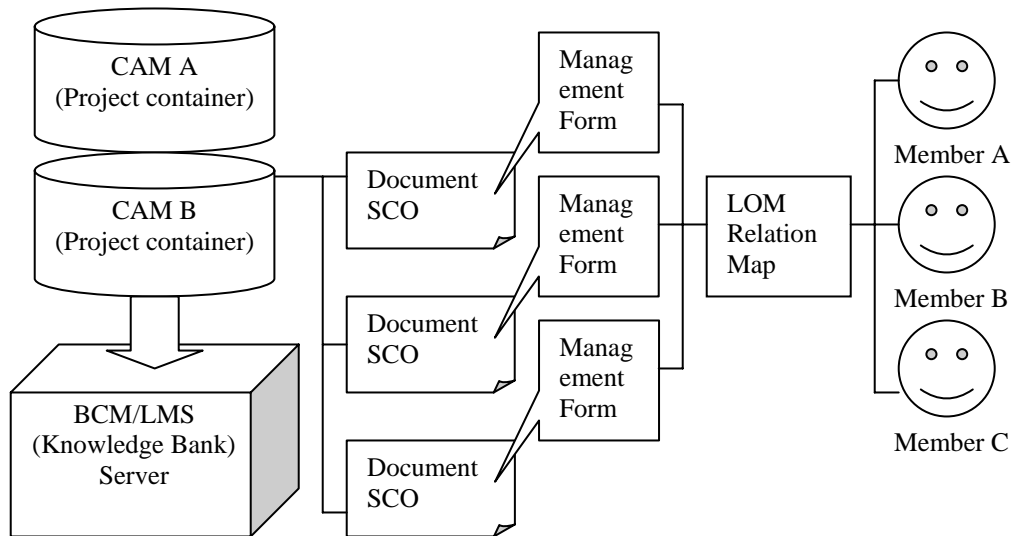 CAM A
(Project container)
CAM B
(Project container)
BCM/LMS
(Knowledge Bank)
Server
Document
SCO
Document
SCO
Document
SCO
Manag
ement
Form
Manag
ement
Form
Manag
ement
Form
LOM
Relation
Map
Member A
Member B
Member C